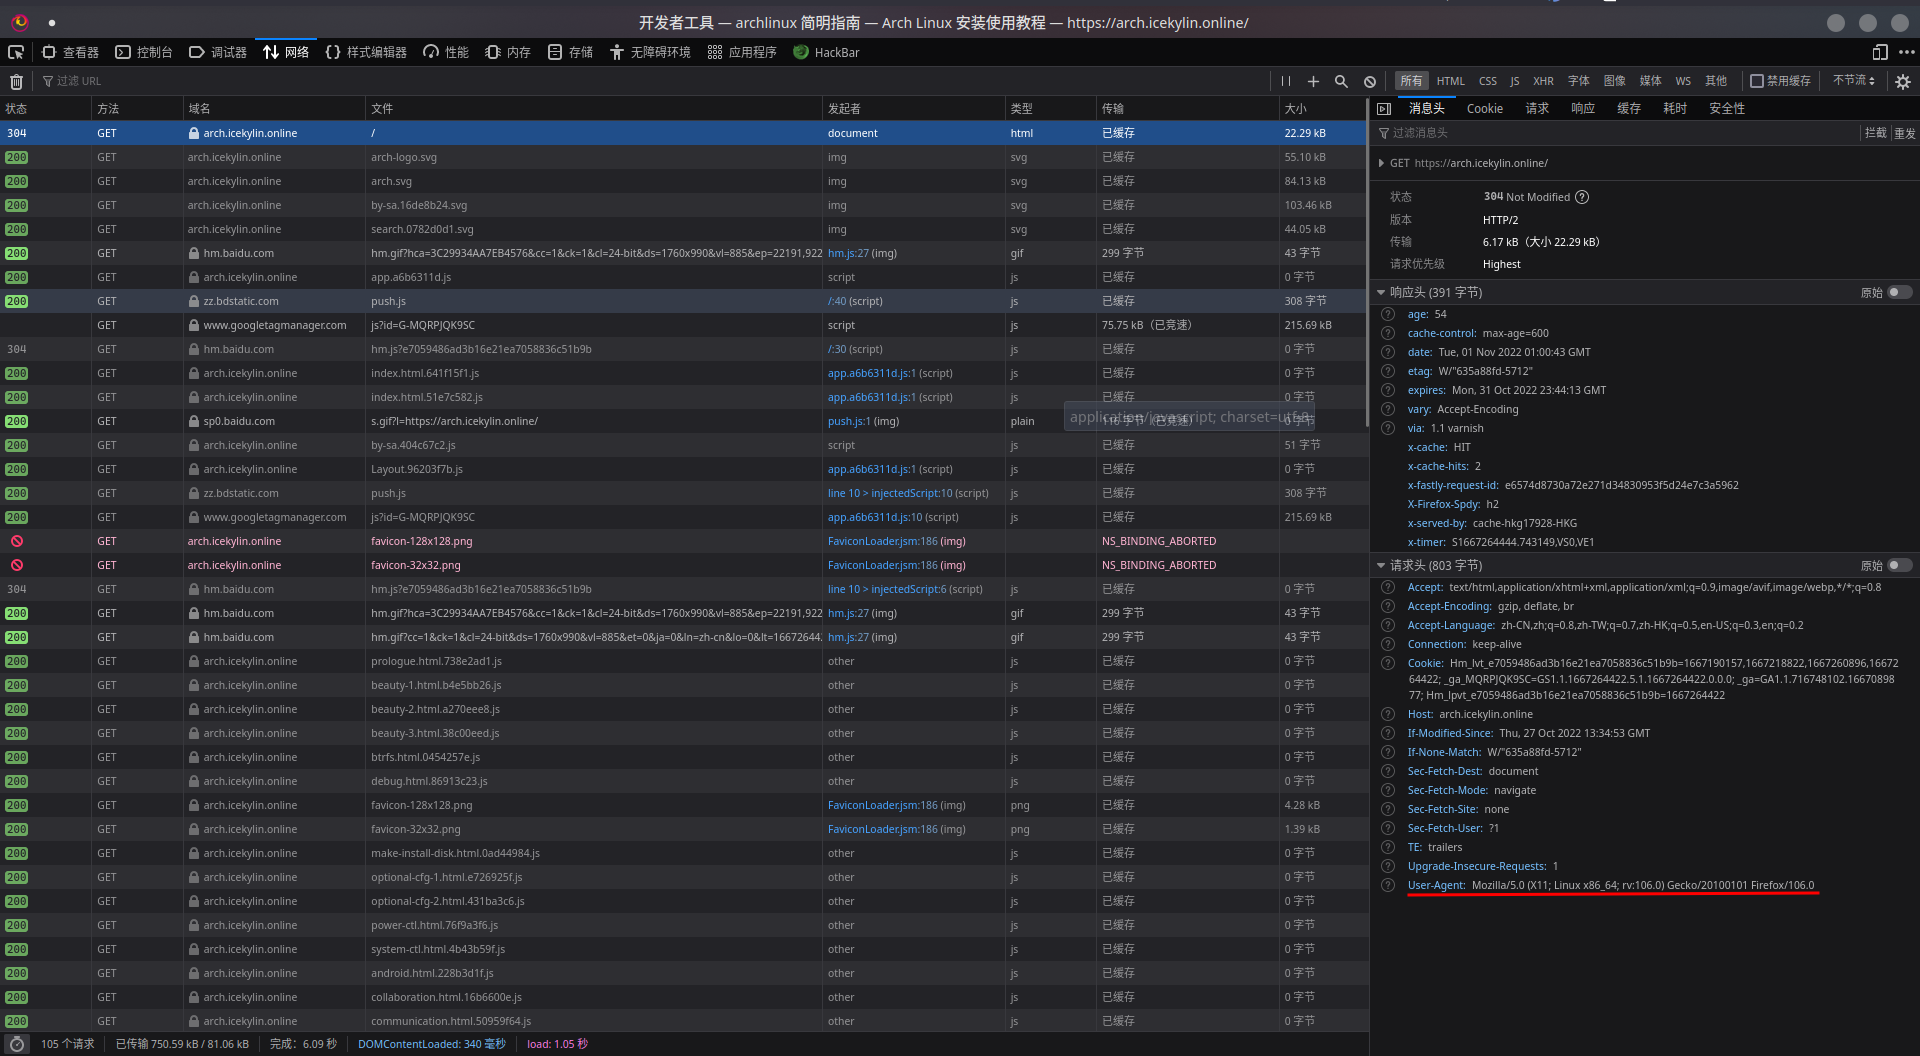 开发者工具 — archlinux 简明指南 — Arch Linux 安装使用教程 — https://arch.icekylin.online/
查看器 控制台 调试器 网络 样式编辑器 性能 内存 存储 无障碍环境 应用程序 HackBar
过滤 URL 所有 HTML CSS JS XHR 字体 图像 媒体 WS 其他 禁用缓存 不节流
状态 方法 域名 文件 发起者 类型 传输 大小
304 GET arch.icekylin.online / document html 已缓存 22.29 kB
200 GET arch.icekylin.online arch-logo.svg img svg 已缓存 55.10 kB
200 GET arch.icekylin.online arch.svg img svg 已缓存 84.13 kB
200 GET arch.icekylin.online by-sa.16de8b24.svg img svg 已缓存 103.46 kB
200 GET arch.icekylin.online search.0782d0d1.svg img svg 已缓存 44.05 kB
200 GET hm.baidu.com hm.gif?hca=3C29934AA7EB4576&cc=1&ck=1&cl=24-bit&ds=1760x990&vl=885&ep=22191,922 hm.js:27 (img) gif 299 字节 43 字节
200 GET arch.icekylin.online app.a6b6311d.js script js 已缓存 0 字节
200 GET zz.bdstatic.com push.js /:40 (script) js 已缓存 308 字节
GET www.googletagmanager.com js?id=G-MQRPJQK9SC script js 75.75 kB（已竞速） 215.69 kB
304 GET hm.baidu.com hm.js?e7059486ad3b16e21ea7058836c51b9b /:30 (script) js 已缓存 0 字节
200 GET arch.icekylin.online index.html.641f15f1.js app.a6b6311d.js:1 (script) js 已缓存 0 字节
200 GET arch.icekylin.online index.html.51e7c582.js app.a6b6311d.js:1 (script) js 已缓存 0 字节
application/javascript; charset=utf-8
200 GET sp0.baidu.com s.gif?l=https://arch.icekylin.online/ push.js:1 (img) plain 116 字节（已竞速） 0 字节
200 GET arch.icekylin.online by-sa.404c67c2.js script js 已缓存 51 字节
200 GET arch.icekylin.online Layout.96203f7b.js app.a6b6311d.js:1 (script) js 已缓存 0 字节
200 GET zz.bdstatic.com push.js line 10 > injectedScript:10 (script) js 已缓存 308 字节
200 GET www.googletagmanager.com js?id=G-MQRPJQK9SC app.a6b6311d.js:10 (script) js 已缓存 215.69 kB
GET arch.icekylin.online favicon-128x128.png FaviconLoader.jsm:186 (img) NS_BINDING_ABORTED
GET arch.icekylin.online favicon-32x32.png FaviconLoader.jsm:186 (img) NS_BINDING_ABORTED
304 GET hm.baidu.com hm.js?e7059486ad3b16e21ea7058836c51b9b line 10 > injectedScript:6 (script) js 已缓存 0 字节
200 GET hm.baidu.com hm.gif?hca=3C29934AA7EB4576&cc=1&ck=1&cl=24-bit&ds=1760x990&vl=885&ep=22191,922 hm.js:27 (img) gif 299 字节 43 字节
200 GET hm.baidu.com hm.gif?cc=1&ck=1&cl=24-bit&ds=1760x990&vl=885&et=0&ja=0&ln=zh-cn&lo=0&lt=16672644. hm.js:27 (img) gif 299 字节 43 字节
200 GET arch.icekylin.online prologue.html.738e2ad1.js other js 已缓存 0 字节
200 GET arch.icekylin.online beauty-1.html.b4e5bb26.js other js 已缓存 0 字节
200 GET arch.icekylin.online beauty-2.html.a270eee8.js other js 已缓存 0 字节
200 GET arch.icekylin.online beauty-3.html.38c00eed.js other js 已缓存 0 字节
200 GET arch.icekylin.online btrfs.html.0454257e.js other js 已缓存 0 字节
200 GET arch.icekylin.online debug.html.86913c23.js other js 已缓存 0 字节
200 GET arch.icekylin.online favicon-128x128.png FaviconLoader.jsm:186 (img) png 已缓存 4.28 kB
200 GET arch.icekylin.online favicon-32x32.png FaviconLoader.jsm:186 (img) png 已缓存 1.39 kB
200 GET arch.icekylin.online make-install-disk.html.0ad44984.js other js 已缓存 0 字节
200 GET arch.icekylin.online optional-cfg-1.html.e726925f.js other js 已缓存 0 字节
200 GET arch.icekylin.online optional-cfg-2.html.431ba3c6.js other js 已缓存 0 字节
200 GET arch.icekylin.online power-ctl.html.76f9a3f6.js other js 已缓存 0 字节
200 GET arch.icekylin.online system-ctl.html.4b43b59f.js other js 已缓存 0 字节
200 GET arch.icekylin.online android.html.228b3d1f.js other js 已缓存 0 字节
200 GET arch.icekylin.online collaboration.html.16b6600e.js other js 已缓存 0 字节
200 GET arch.icekylin.online communication.html.50959f64.js other js 已缓存 0 字节
105 个请求 已传输 750.59 kB / 81.06 kB 完成：6.09 秒 DOMContentLoaded: 340 毫秒 load: 1.05 秒
消息头 Cookie 请求 响应 缓存 耗时 安全性
过滤消息头 拦截 重发
GET https://arch.icekylin.online/
状态 304 Not Modified
版本 HTTP/2
传输 6.17 kB（大小 22.29 kB）
请求优先级 Highest
响应头 (391 字节) 原始
age: 54
cache-control: max-age=600
date: Tue, 01 Nov 2022 01:00:43 GMT
etag: W/"635a88fd-5712"
expires: Mon, 31 Oct 2022 23:44:13 GMT
vary: Accept-Encoding
via: 1.1 varnish
x-cache: HIT
x-cache-hits: 2
x-fastly-request-id: e6574d8730a72e271d34830953f5d24e7c3a5962
X-Firefox-Spdy: h2
x-served-by: cache-hkg17928-HKG
x-timer: S1667264444.743149,VS0,VE1
请求头 (803 字节) 原始
Accept: text/html,application/xhtml+xml,application/xml;q=0.9,image/avif,image/webp,*/*;q=0.8
Accept-Encoding: gzip, deflate, br
Accept-Language: zh-CN,zh;q=0.8,zh-TW;q=0.7,zh-HK;q=0.5,en-US;q=0.3,en;q=0.2
Connection: keep-alive
Cookie: Hm_lvt_e7059486ad3b16e21ea7058836c51b9b=1667190157,1667218822,1667260896,16672
64422; _ga_MQRPJQK9SC=GS1.1.1667264422.5.1.1667264422.0.0.0; _ga=GA1.1.716748102.16670898
77; Hm_lpvt_e7059486ad3b16e21ea7058836c51b9b=1667264422
Host: arch.icekylin.online
If-Modified-Since: Thu, 27 Oct 2022 13:34:53 GMT
If-None-Match: W/"635a88fd-5712"
Sec-Fetch-Dest: document
Sec-Fetch-Mode: navigate
Sec-Fetch-Site: none
Sec-Fetch-User: ?1
TE: trailers
Upgrade-Insecure-Requests: 1
User-Agent: Mozilla/5.0 (X11; Linux x86_64; rv:106.0) Gecko/20100101 Firefox/106.0